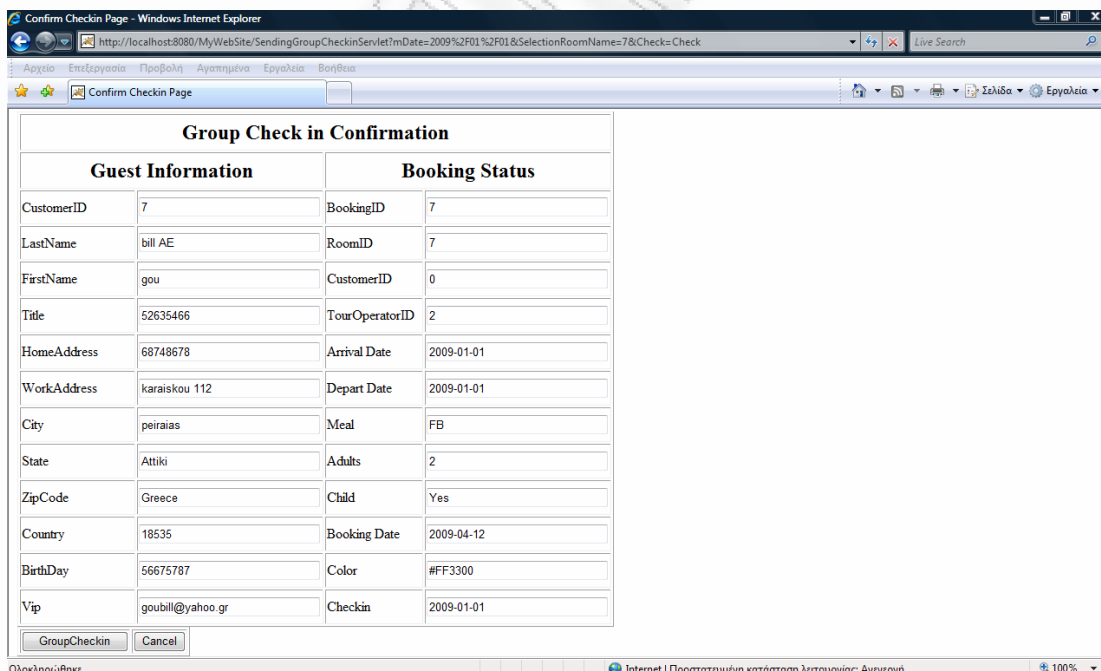 Confirm Checkin Page - Windows Internet Explorer
http://localhost:8080/MyWebSite/SendingGroupCheckinServlet?mDate=2009%2F01%2F01&SelectionRoomName=7&Check=Check
Live Search
Αρχείο Επεξεργασία Προβολή Αγαπημένα Εργαλεία Βοήθεια
Confirm Checkin Page
Σελίδα Εργαλεία
Group Check in Confirmation
Guest Information Booking Status
CustomerID 7 BookingID 7
LastName bill AE RoomID 7
FirstName gou CustomerID 0
Title 52635466 TourOperatorID 2
HomeAddress 68748678 Arrival Date 2009-01-01
WorkAddress karaiskou 112 Depart Date 2009-01-01
City peiraias Meal FB
State Attiki Adults 2
ZipCode Greece Child Yes
Country 18535 Booking Date 2009-04-12
BirthDay 56675787 Color #FF3300
Vip goubill@yahoo.gr Checkin 2009-01-01
GroupCheckin Cancel
Ολοκληρώθηκε Internet | Προστατευμένη κατάσταση λειτουργίας: Ανενεργή 100%